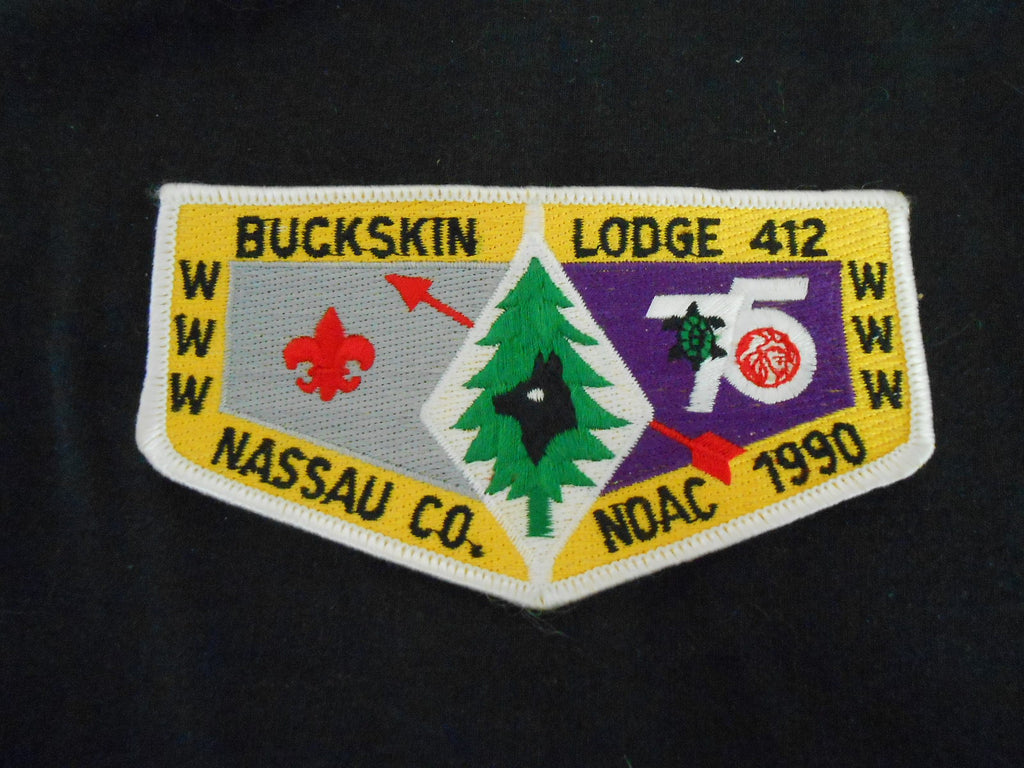 BUCKSKIN LODGE 412
W W
W W
W W
75
NASSAU CO. NOAC 1990